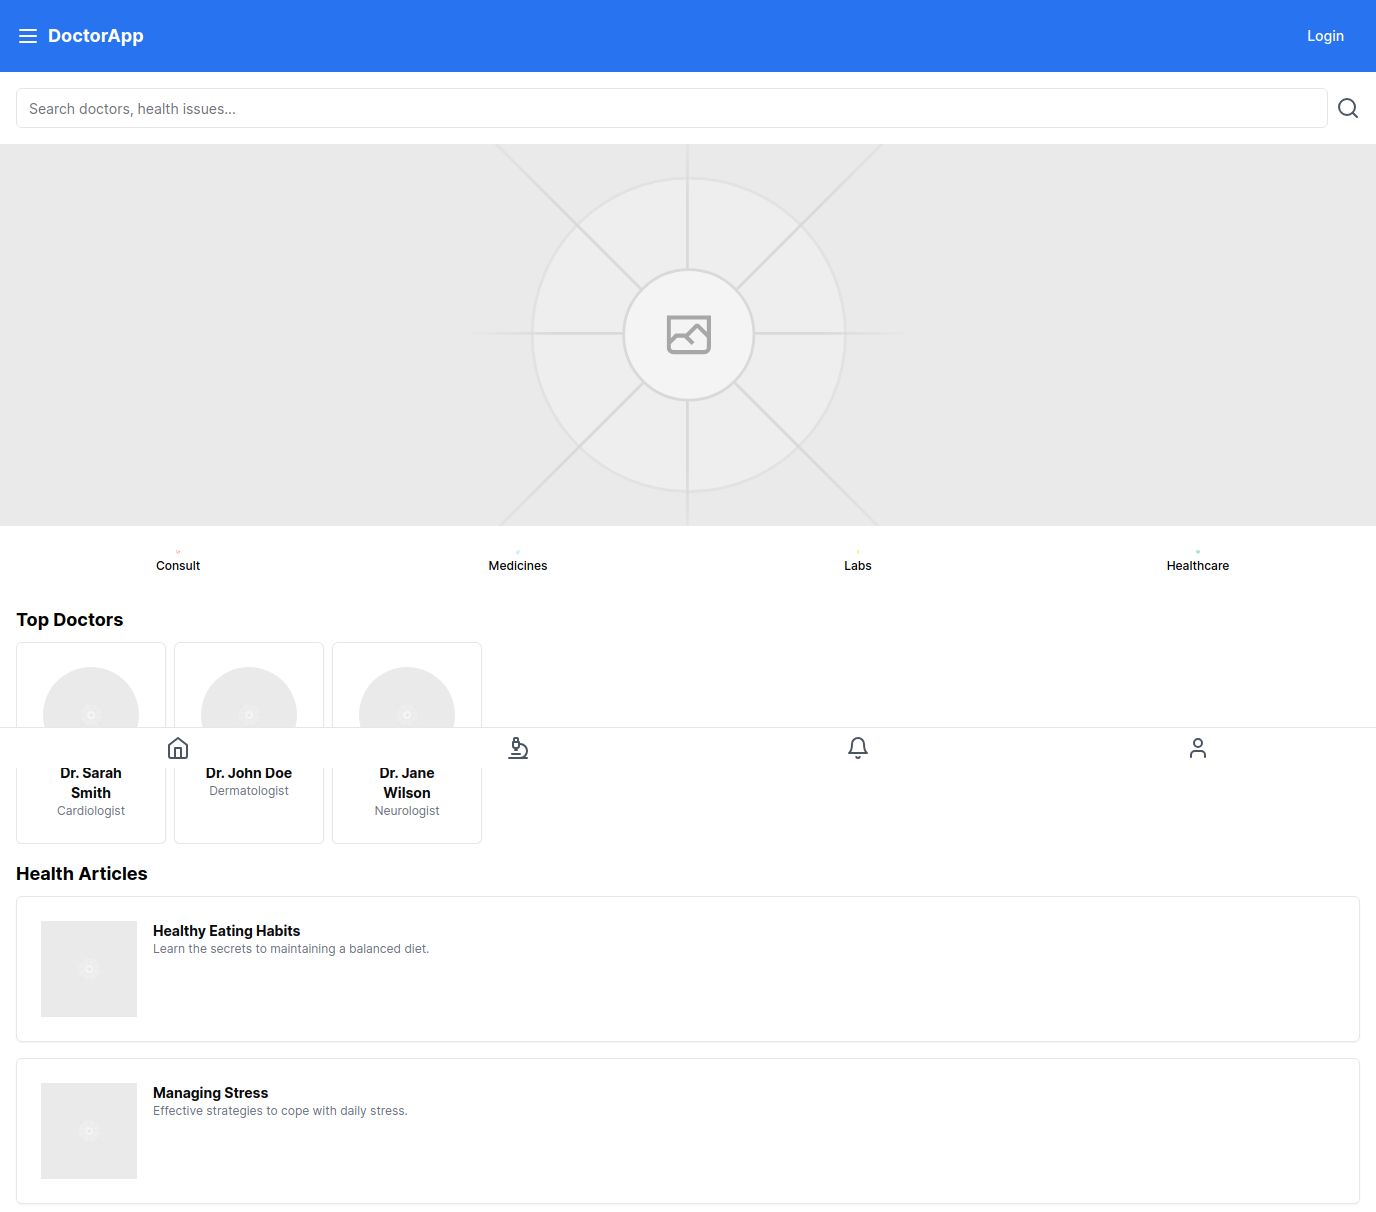 DoctorApp
Login
Search doctors, health issues...
Consult
Medicines
Labs
Healthcare
Top Doctors
Dr. Sarah
Smith
Cardiologist
Dr. John Doe
Dermatologist
Dr. Jane
Wilson
Neurologist
Health Articles
Healthy Eating Habits
Learn the secrets to maintaining a balanced diet.
Managing Stress
Effective strategies to cope with daily stress.